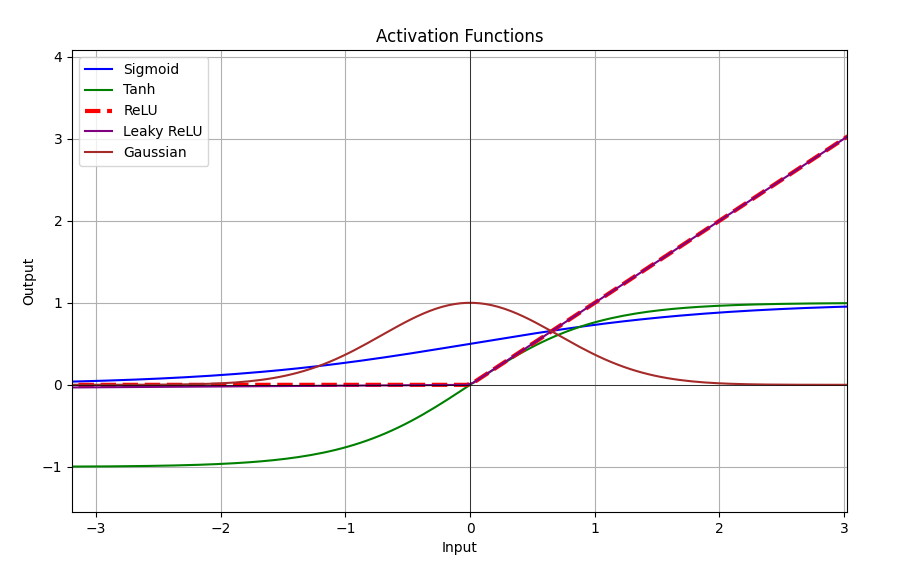 Activation Functions
Sigmoid
Tanh
ReLU
Leaky ReLU
Gaussian
4
3
2
1
0
−1
Output
−3
−2
−1
0
1
2
3
Input